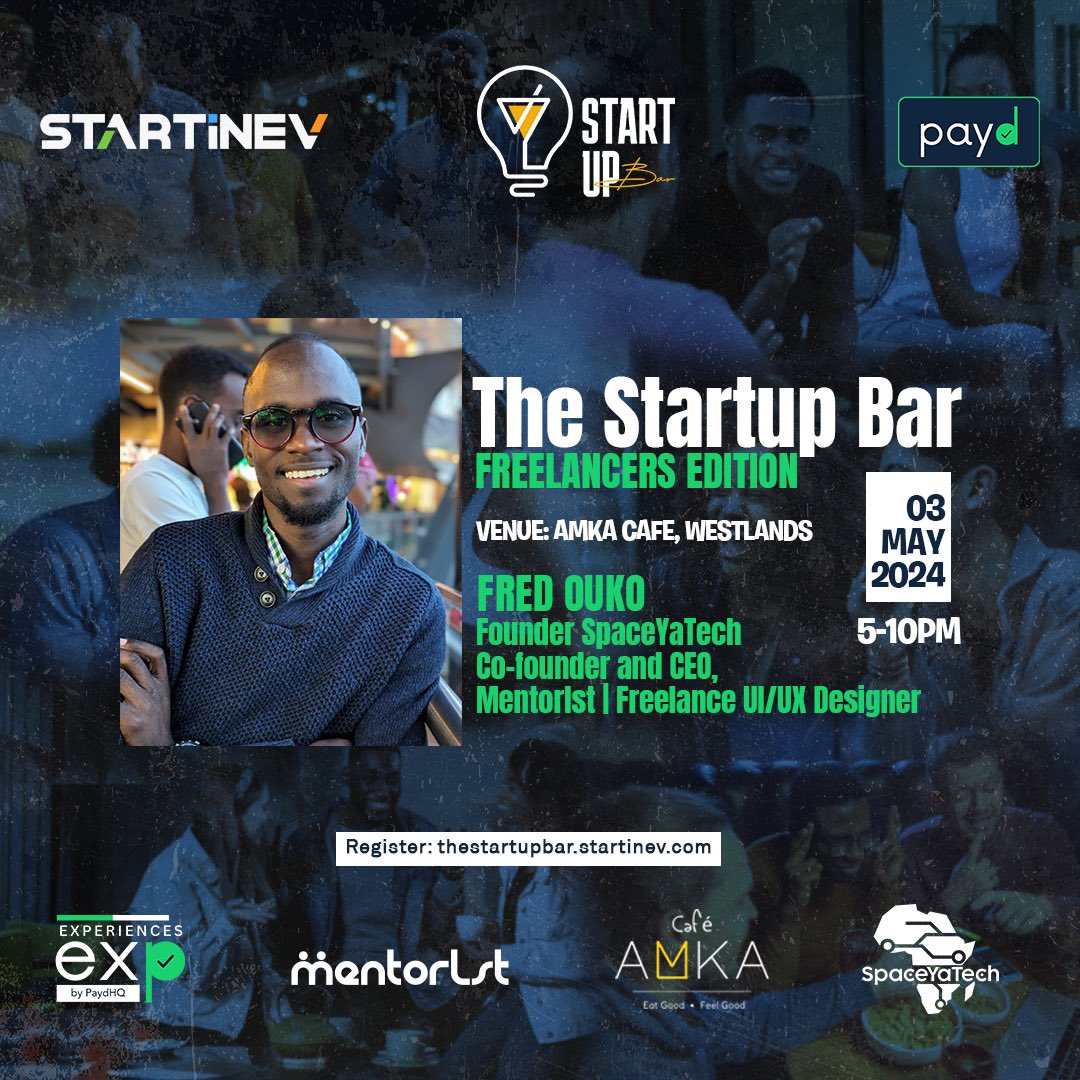 STARTiNEV
START
UP Bar
payd
The Startup Bar
FREELANCERS EDITION
VENUE: AMKA CAFE, WESTLANDS
03
MAY
2024
5-10PM
FRED OUKO
Founder SpaceYaTech
Co-founder and CEO,
Mentorlst | Freelance UI/UX Designer
Register: thestartupbar.startinev.com
EXPERIENCES
exp
by PaydHQ
mentorlst
Café
AMKA
Eat Good • Feel Good
SpaceYaTech